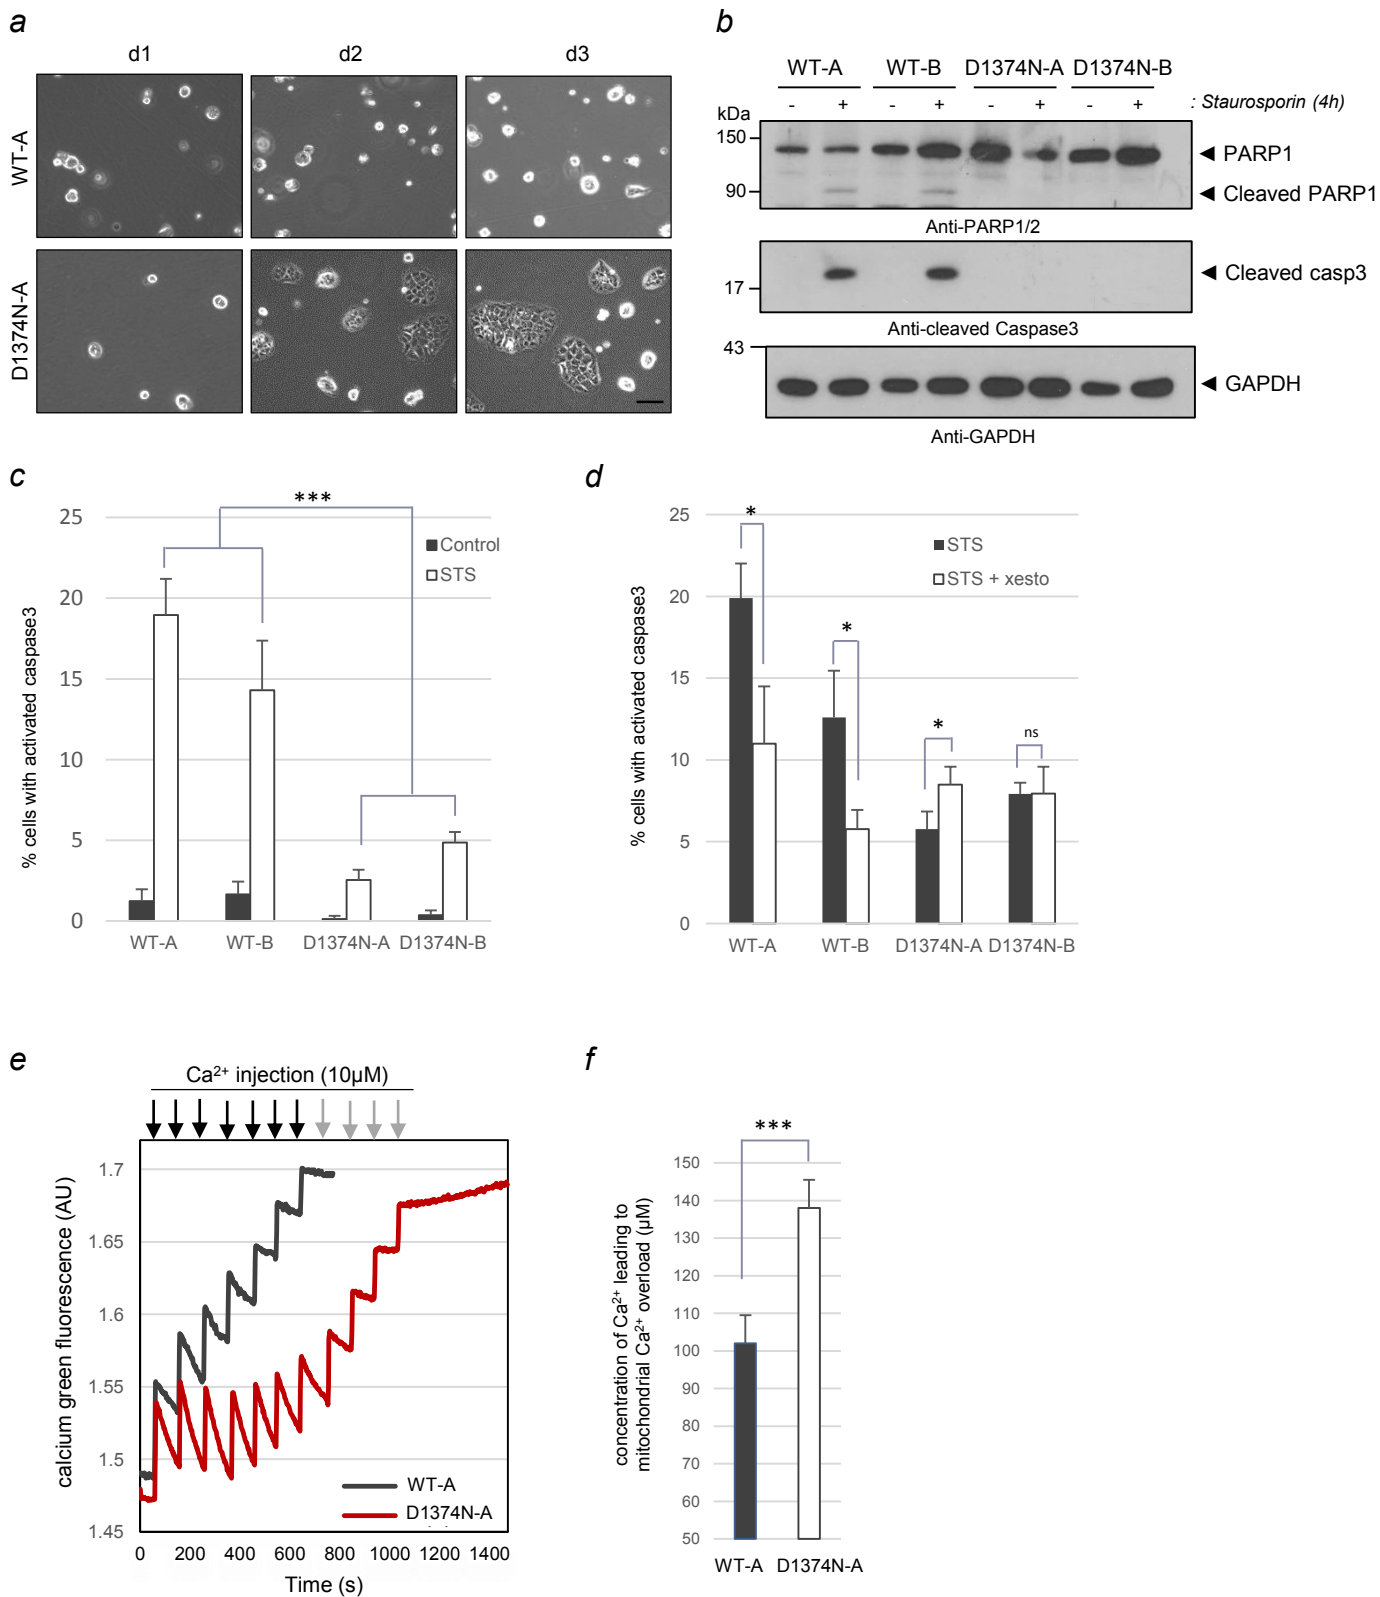 a
d1 d2 d3
WT-A
D1374N-A
b
WT-A WT-B D1374N-A D1374N-B
- + - + - + - + : Staurosporin (4h)
kDa
150
PARP1
90
Cleaved PARP1
Anti-PARP1/2
Cleaved casp3
17
Anti-cleaved Caspase3
43
GAPDH
Anti-GAPDH
c
***
% cells with activated caspase3
25
20
15
10
5
0
Control
STS
WT-A WT-B D1374N-A D1374N-B
d
% cells with activated caspase3
25
20
15
10
5
0
*
*
*
ns
STS
STS + xesto
WT-A WT-B D1374N-A D1374N-B
e
Ca²⁺ injection (10µM)
calcium green fluorescence (AU)
1.7
1.65
1.6
1.55
1.5
1.45
WT-A
D1374N-A
0 200 400 600 800 1000 1200 1400
Time (s)
f
***
concentration of Ca²⁺ leading to
mitochondrial Ca²⁺ overload (µM)
150
140
130
120
110
100
90
80
70
60
50
WT-A D1374N-A